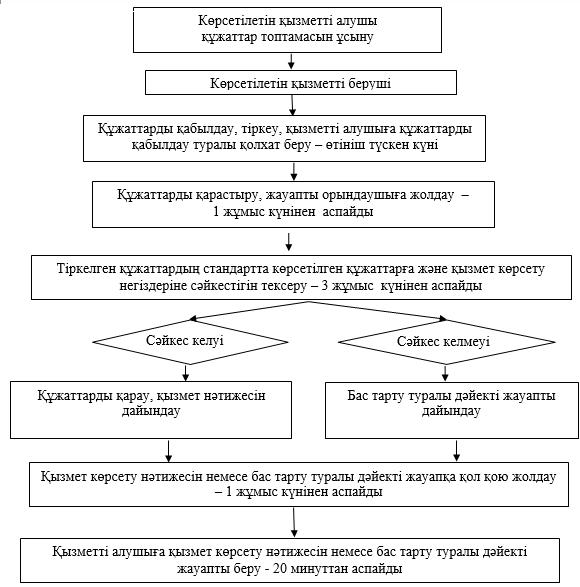 Көрсетілетін қызметті алушы
құжаттар топтамасын ұсыну
Көрсетілетін қызметті беруші
Құжаттарды қабылдау, тіркеу, қызметті алушыға құжаттарды
қабылдау туралы қолхат беру – өтініш түскен күні
Құжаттарды қарастыру, жауапты орындаушыға жолдау –
1 жұмыс күнінен аспайды
Тіркелген құжаттардың стандартта көрсетілген құжаттарға және қызмет көрсету
негіздеріне сәйкестігін тексеру – 3 жұмыс күнінен аспайды
Сәйкес келуі
Сәйкес келмеуі
Құжаттарды қарау, қызмет нәтижесін
дайындау
Бас тарту туралы дәйекті жауапты
дайындау
Қызмет көрсету нәтижесін немесе бас тарту туралы дәйекті жауапқа қол қою жолдау
– 1 жұмыс күнінен аспайды
Қызметті алушыға қызмет көрсету нәтижесін немесе бас тарту туралы дәйекті
жауапты беру - 20 минуттан аспайды